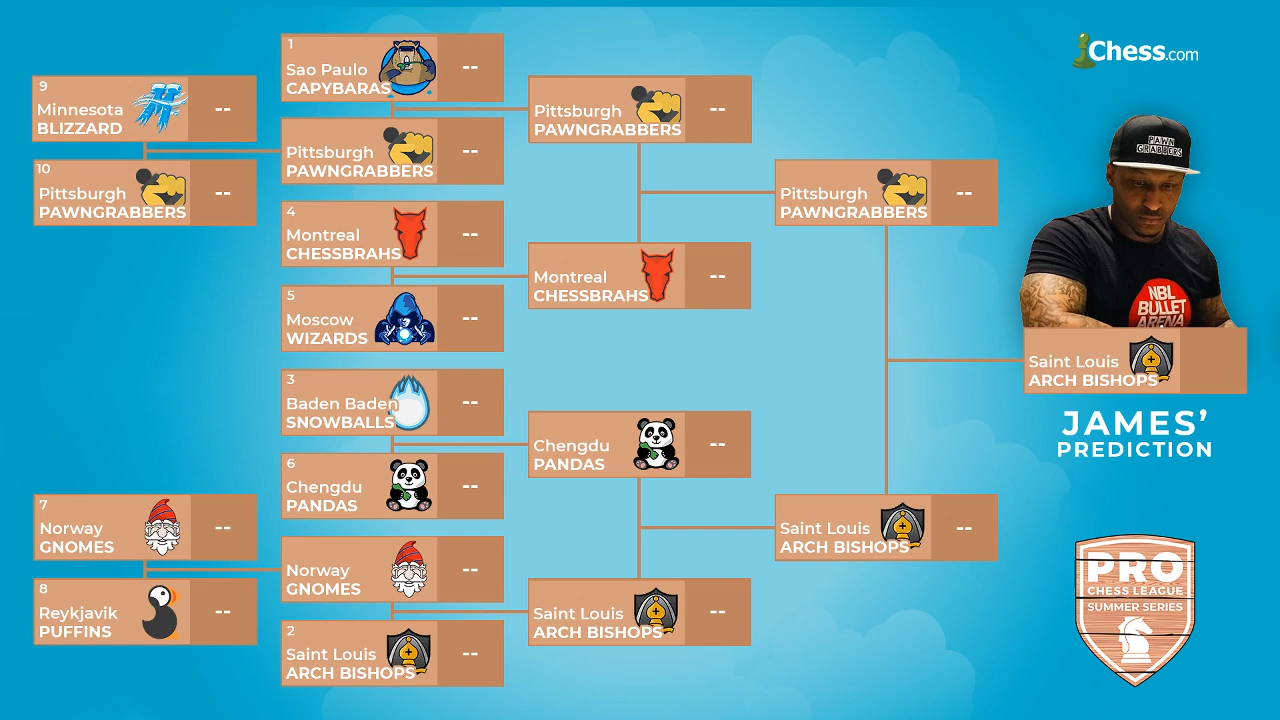 9
Minnesota
BLIZZARD
--
10
Pittsburgh
PAWNGRABBERS
--
7
Norway
GNOMES
--
8
Reykjavik
PUFFINS
--
1
Sao Paulo
CAPYBARAS
--
Pittsburgh
PAWNGRABBERS
--
4
Montreal
CHESSBRAHS
--
5
Moscow
WIZARDS
--
3
Baden Baden
SNOWBALLS
--
6
Chengdu
PANDAS
--
Norway
GNOMES
--
2
Saint Louis
ARCH BISHOPS
--
Pittsburgh
PAWNGRABBERS
--
Montreal
CHESSBRAHS
--
Chengdu
PANDAS
--
Saint Louis
ARCH BISHOPS
--
Pittsburgh
PAWNGRABBERS
--
Saint Louis
ARCH BISHOPS
--
Chess.com
PAWN
GRABBERS
NBL
BULLET
ARENA
Saint Louis
ARCH BISHOPS
JAMES’
PREDICTION
PRO
CHESS LEAGUE
SUMMER SERIES